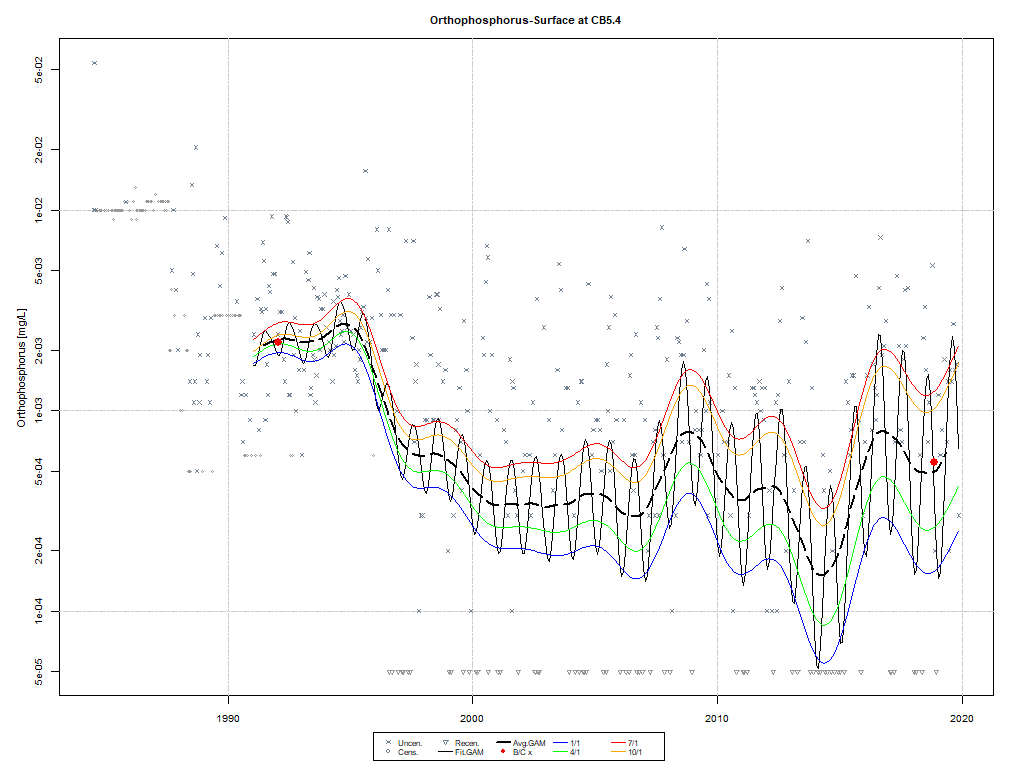 Orthophosphorus-Surface at CB5.4
Orthophosphorus [mg/L]
5e-02
2e-02
1e-02
5e-03
2e-03
1e-03
5e-04
2e-04
1e-04
5e-05
1990 2000 2010 2020
Uncen. Recen. Avg.GAM 1/1 7/1
Cens. Fit.GAM B/C x 4/1 10/1